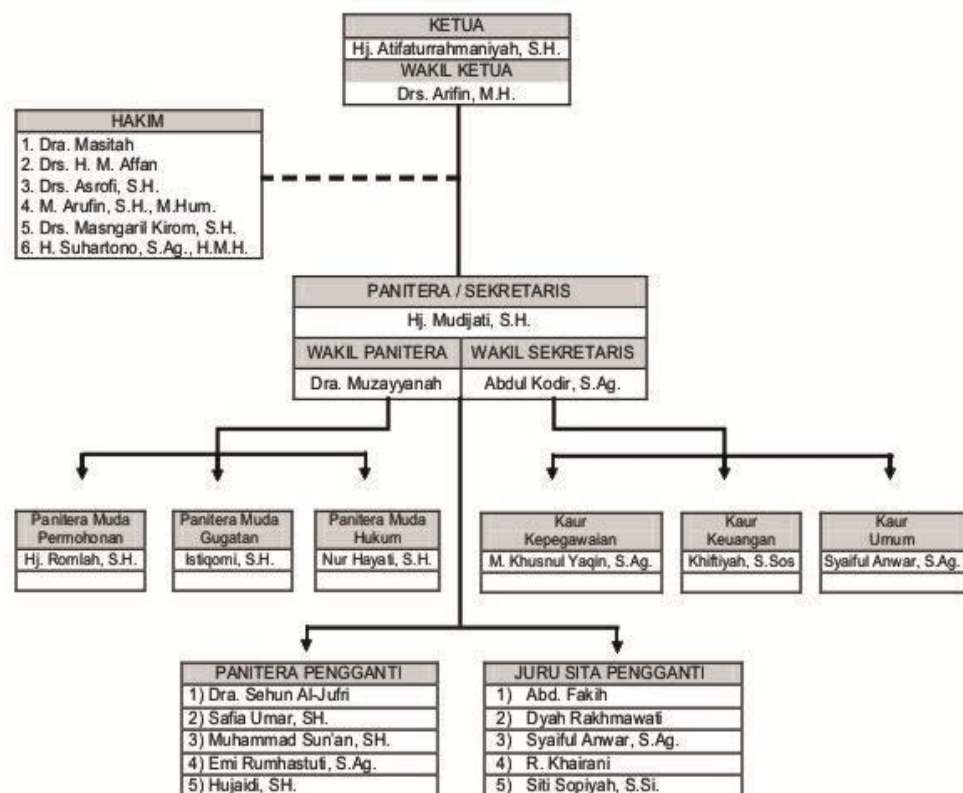 KETUA
Hj. Atifaturrahmaniyah, S.H.
WAKIL KETUA
Drs. Arifin, M.H.
HAKIM
1. Dra. Masitah
2. Drs. H. M. Affan
3. Drs. Asrofi, S.H.
4. M. Arufin, S.H., M.Hum.
5. Drs. Masngaril Kirom, S.H.
6. H. Suhartono, S.Ag., H.M.H.
PANITERA / SEKRETARIS
Hj. Mudijati, S.H.
WAKIL PANITERA
Dra. Muzayyanah
WAKIL SEKRETARIS
Abdul Kodir, S.Ag.
Panitera Muda
Permohonan
Hj. Romlah, S.H.
Panitera Muda
Gugatan
Istiqomi, S.H.
Panitera Muda
Hukum
Nur Hayati, S.H.
Kaur
Kepegawaian
M. Khusnul Yaqin, S.Ag.
Kaur
Keuangan
Khiftiyah, S.Sos
Kaur
Umum
Syaiful Anwar, S.Ag.
PANITERA PENGGANTI
1) Dra. Sehun Al-Jufri
2) Safia Umar, SH.
3) Muhammad Sun'an, SH.
4) Emi Rumhastuti, S.Ag.
5) Hujaidi, SH.
JURU SITA PENGGANTI
1) Abd. Fakih
2) Dyah Rakhmawati
3) Syaiful Anwar, S.Ag.
4) R. Khairani
5) Siti Sopiyah, S.Si.